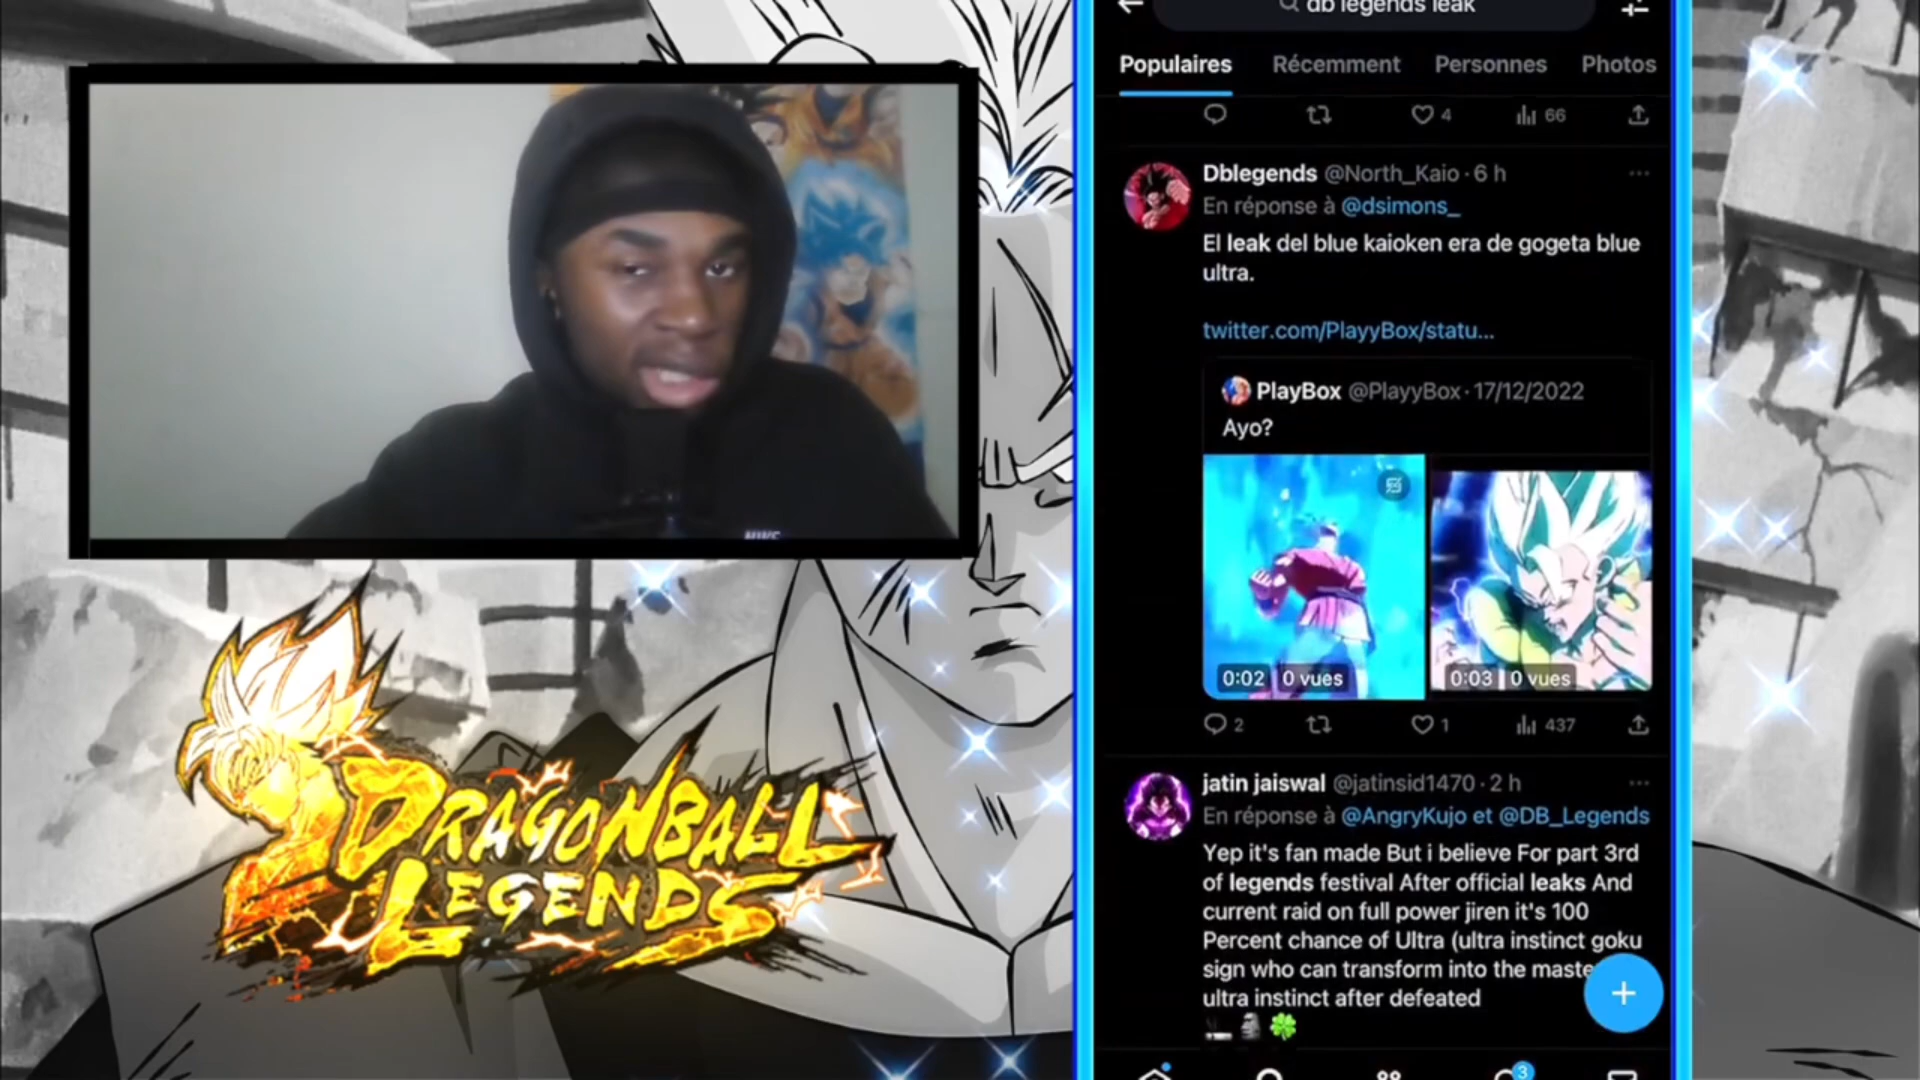 db legends leak
Populaires
Récemment
Personnes
Photos
4
66
Dblegends @North_Kaio · 6 h
En réponse à @dsimons_
El leak del blue kaioken era de gogeta blue
ultra.
twitter.com/PlayyBox/statu...
PlayBox @PlayyBox · 17/12/2022
Ayo?
0:02
0 vues
0:03
0 vues
2
1
437
jatin jaiswal @jatinsid1470 · 2 h
En réponse à @AngryKujo et @DB_Legends
Yep it's fan made But i believe For part 3rd
of legends festival After official leaks And
current raid on full power jiren it's 100
Percent chance of Ultra (ultra instinct goku
sign who can transform into the maste
ultra instinct after defeated
3
DRAGONBALL
LEGENDS